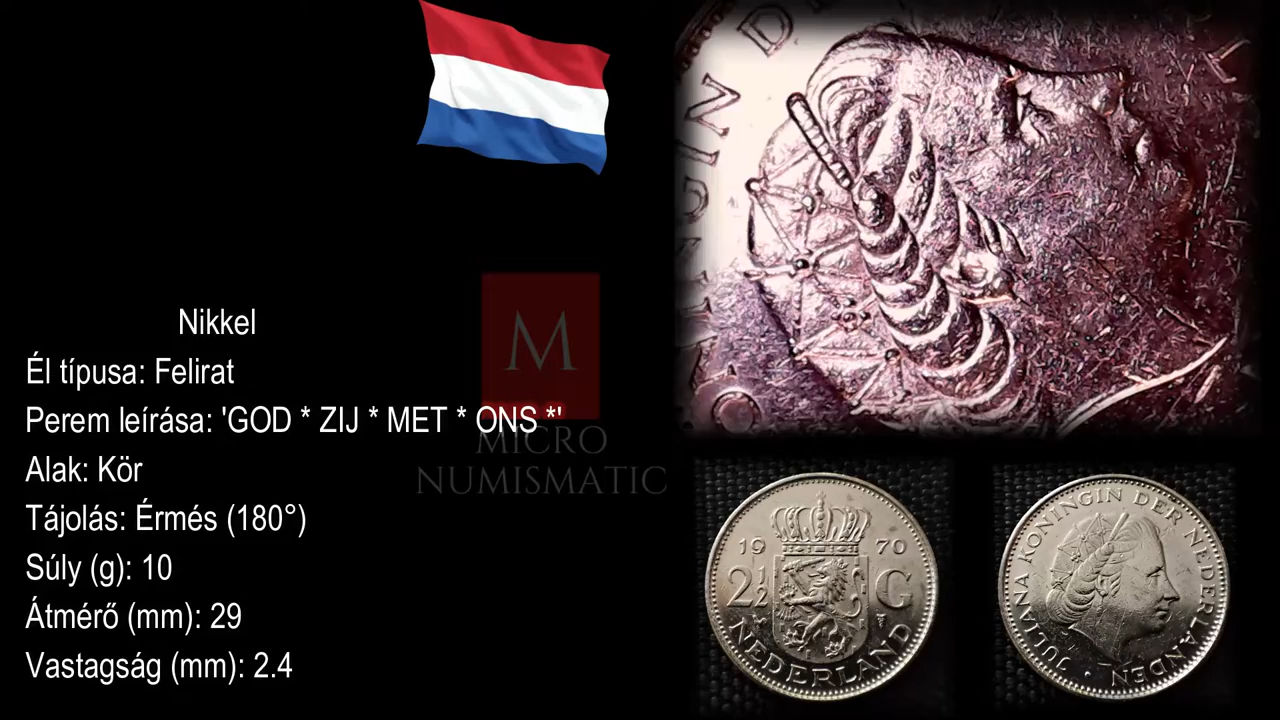 Nikkel
Él típusa: Felirat
Perem leírása: 'GOD * ZIJ * MET * ONS *'
Alak: Kör
Tájolás: Érmés (180°)
Súly (g): 10
Átmérő (mm): 29
Vastagság (mm): 2.4
M
MICRO
NUMISMATIC
GIN D
19 70
2½ G
NEDERLAND
JULIANA KONINGIN DER NEDERLANDEN